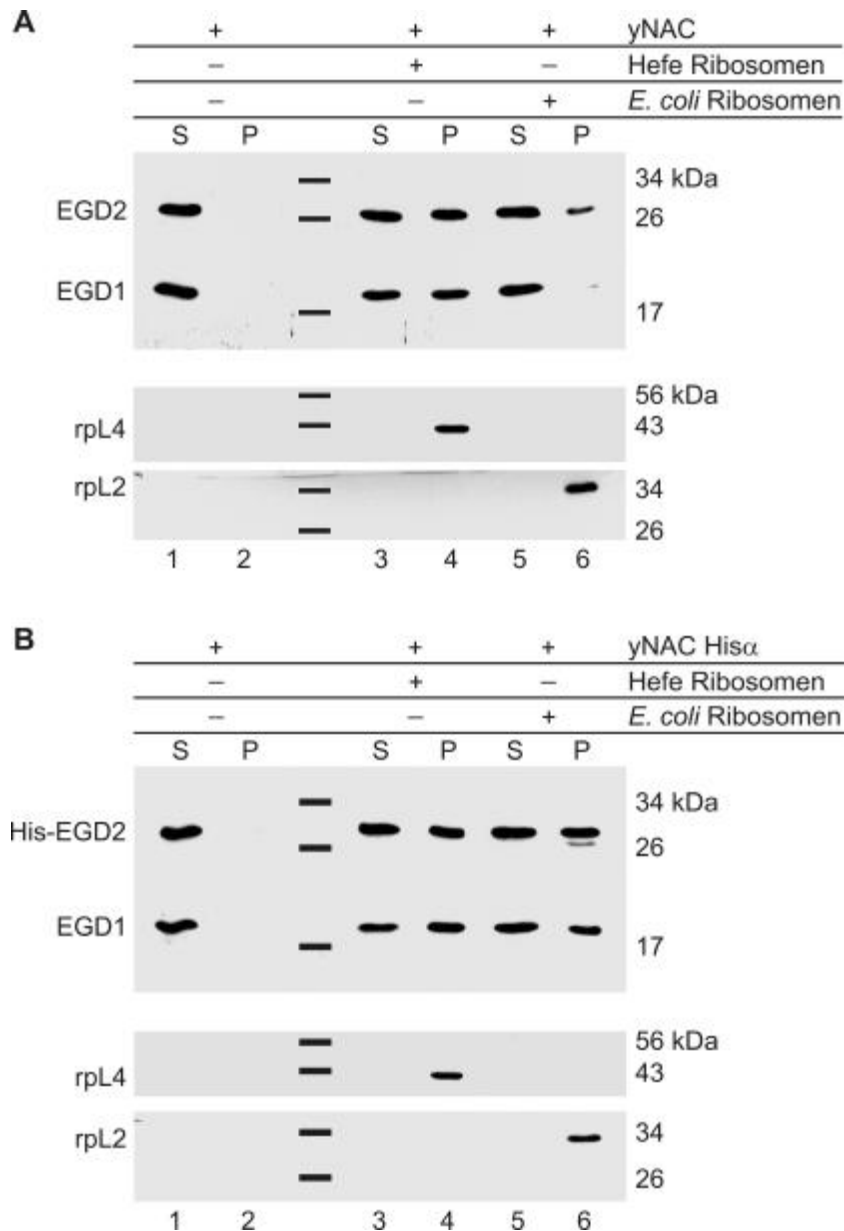 A
+ + + yNAC
– + – Hefe Ribosomen
– – + E. coli Ribosomen
S P S P S P
34 kDa
EGD2 26
EGD1
17
56 kDa
rpL4 43
rpL2 34
26
1 2 3 4 5 6
B
+ + + yNAC Hisα
– + – Hefe Ribosomen
– – + E. coli Ribosomen
S P S P S P
34 kDa
His-EGD2 26
EGD1
17
56 kDa
rpL4 43
rpL2 34
26
1 2 3 4 5 6